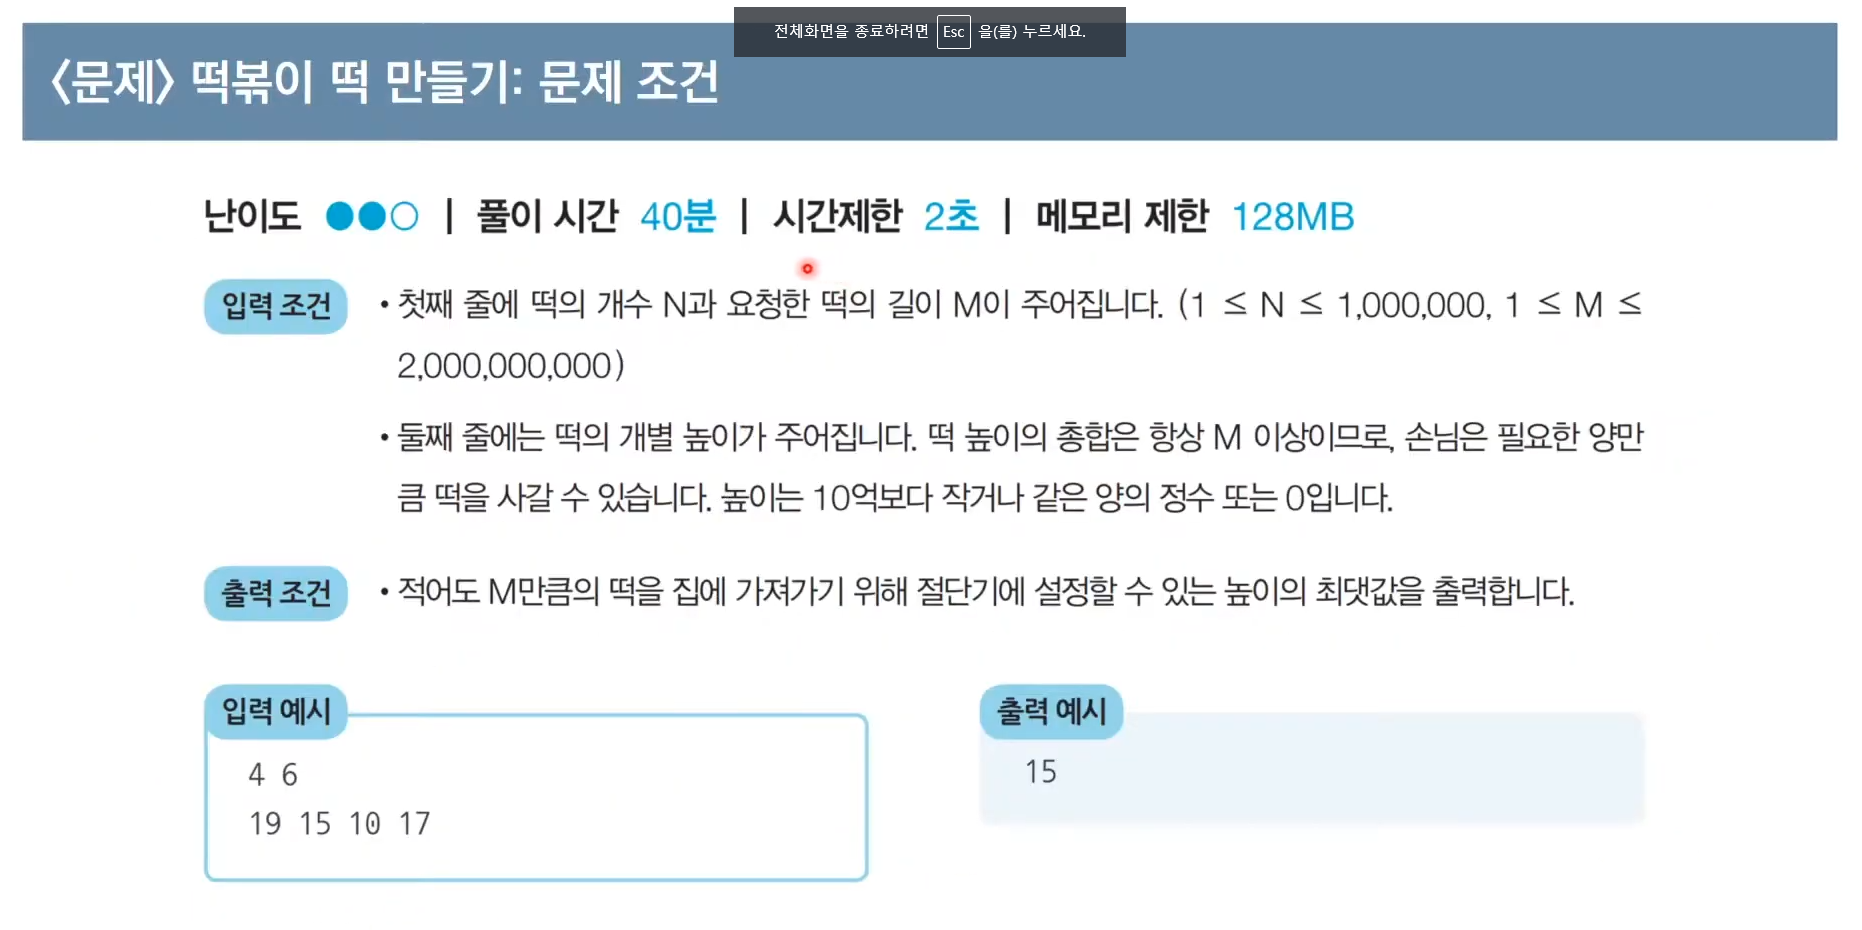 전체화면을 종료하려면 Esc 을(를) 누르세요.
〈문제〉 떡볶이 떡 만들기: 문제 조건
난이도 ●●○ | 풀이 시간 40분 | 시간제한 2초 | 메모리 제한 128MB
입력 조건 • 첫째 줄에 떡의 개수 N과 요청한 떡의 길이 M이 주어집니다. (1 ≤ N ≤ 1,000,000, 1 ≤ M ≤
2,000,000,000)
• 둘째 줄에는 떡의 개별 높이가 주어집니다. 떡 높이의 총합은 항상 M 이상이므로, 손님은 필요한 양만
큼 떡을 사갈 수 있습니다. 높이는 10억보다 작거나 같은 양의 정수 또는 0입니다.
출력 조건 • 적어도 M만큼의 떡을 집에 가져가기 위해 절단기에 설정할 수 있는 높이의 최댓값을 출력합니다.
입력 예시
4 6
19 15 10 17
출력 예시
15